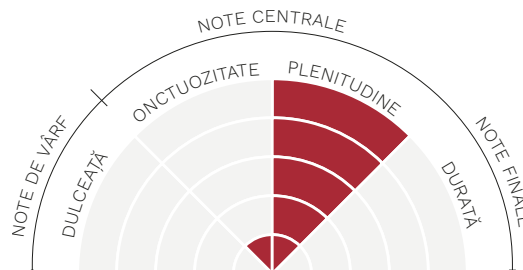 NOTE CENTRALE
ONCTUOZITATE
PLENITUDINE
NOTE DE VÂRF
DULCEAȚĂ
DURATĂ
NOTE FINALE